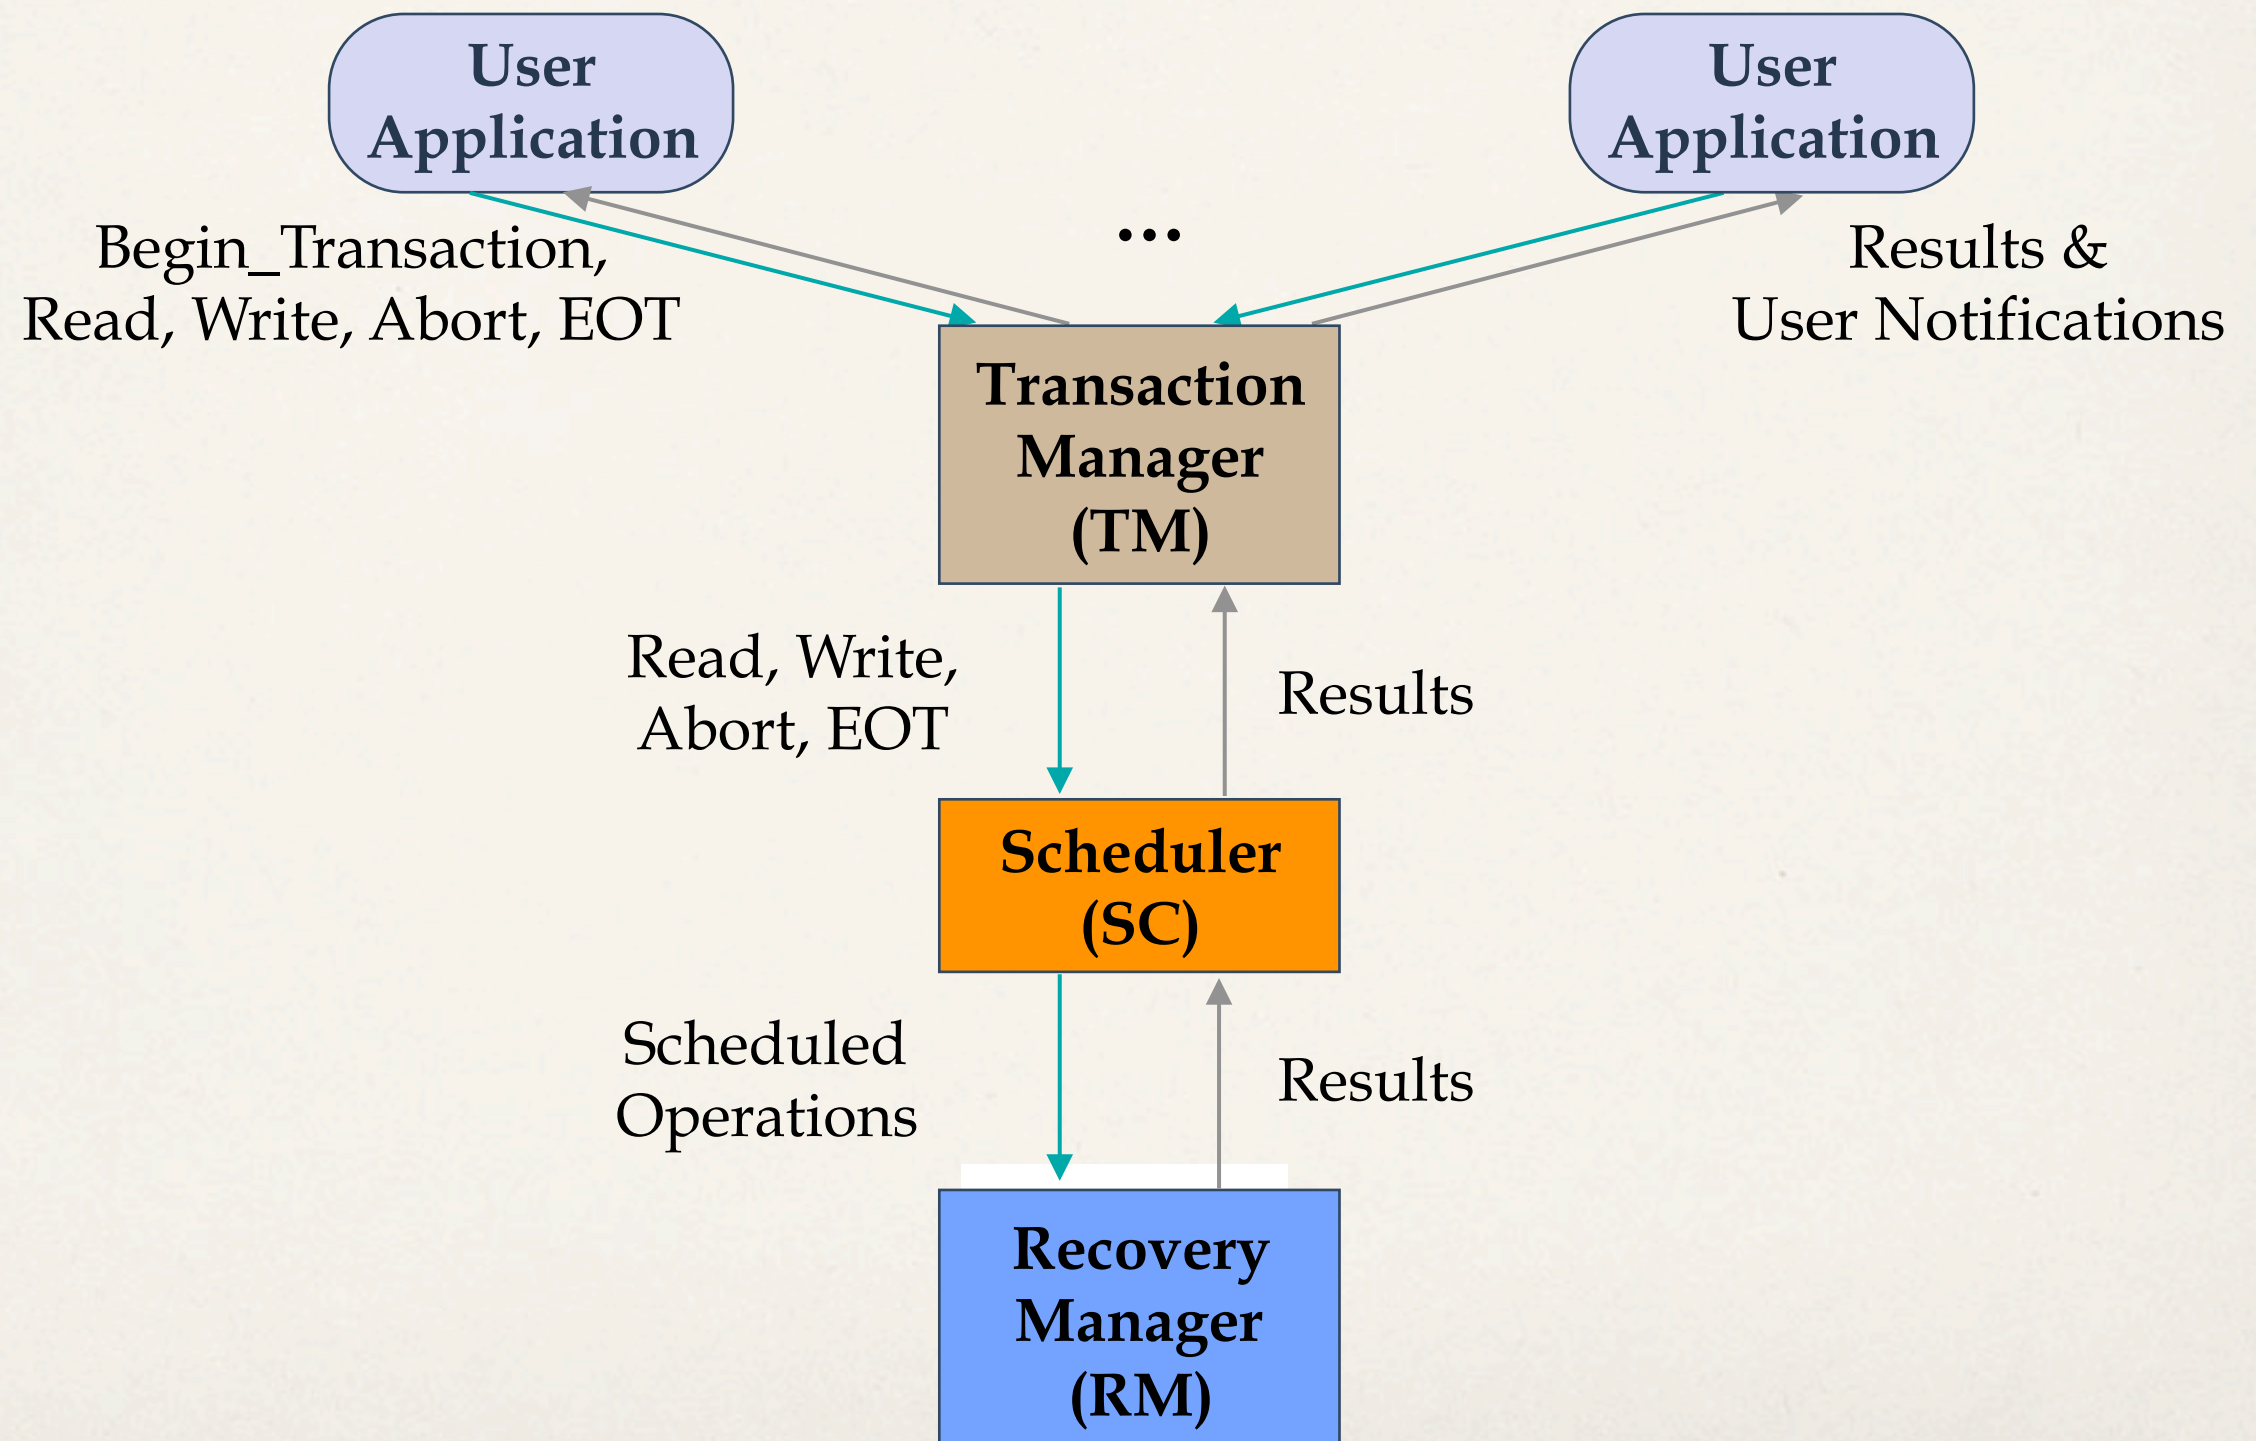 User
Application
User
Application
...
Begin_Transaction,
Read, Write, Abort, EOT
Results &
User Notifications
Transaction
Manager
(TM)
Read, Write,
Abort, EOT
Results
Scheduler
(SC)
Scheduled
Operations
Results
Recovery
Manager
(RM)